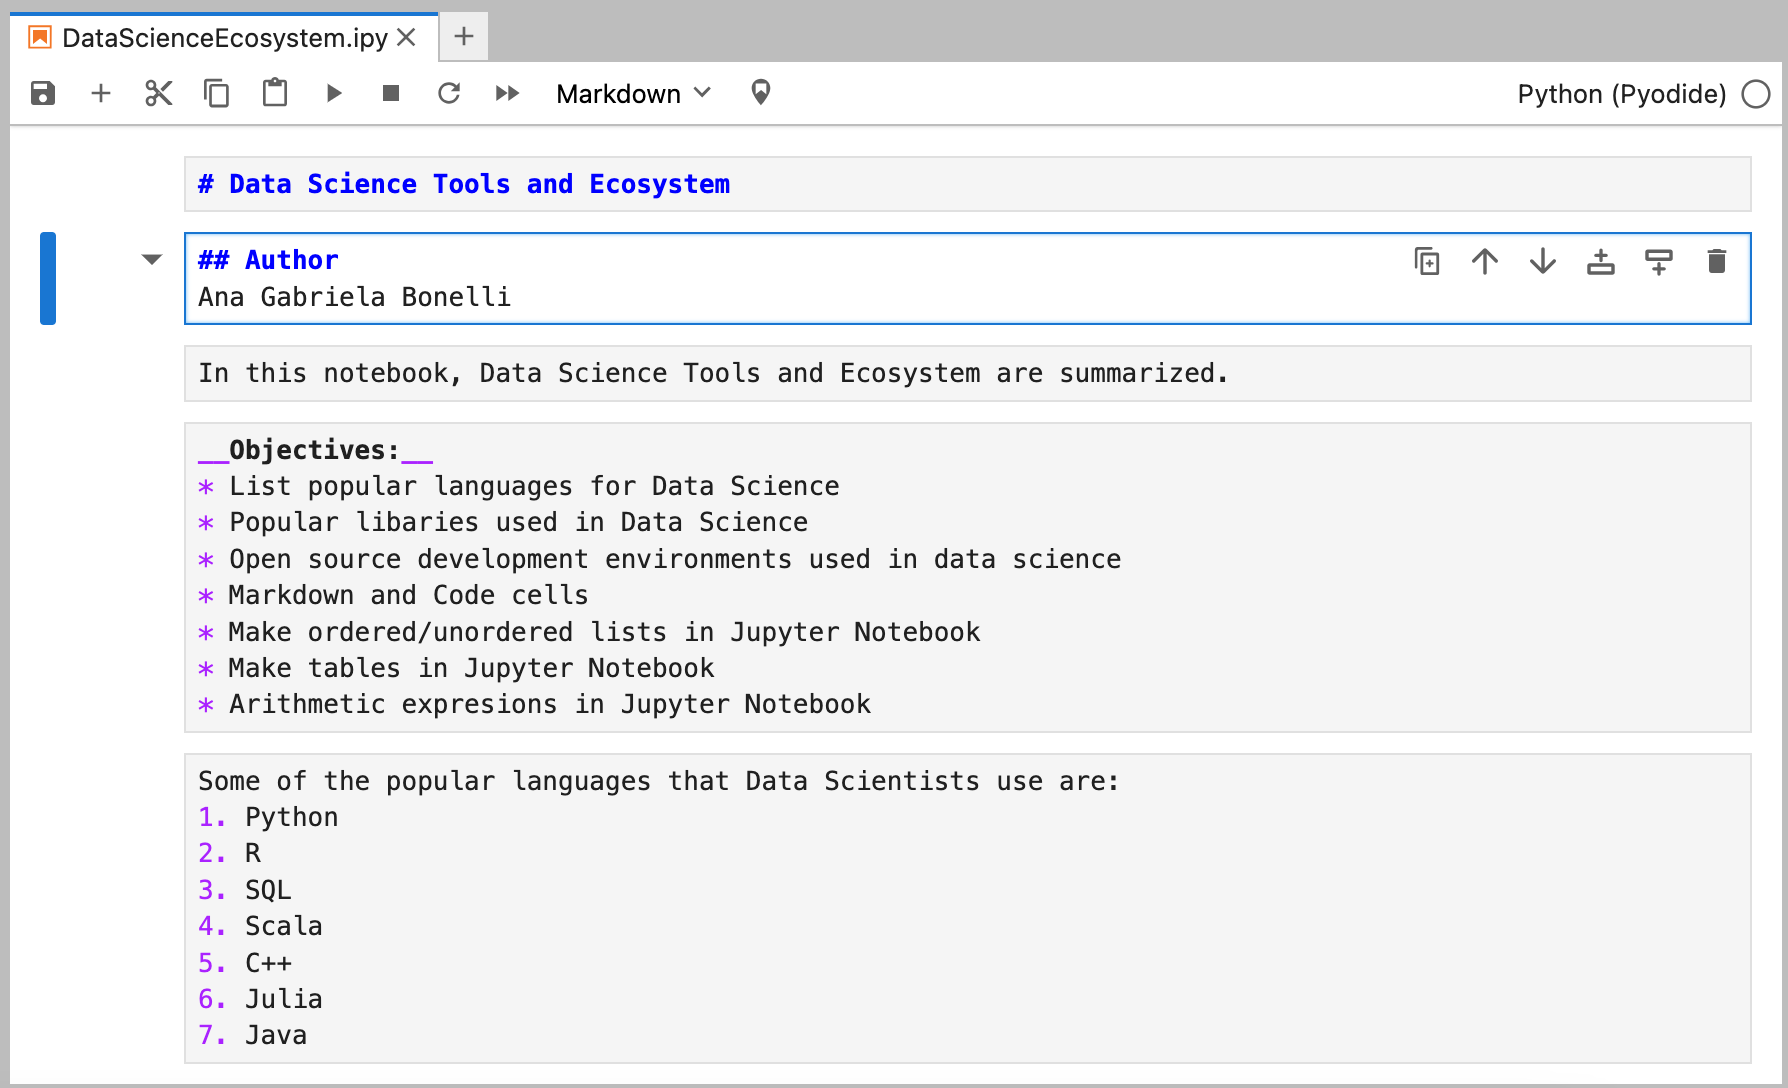 DataScienceEcosystem.ipy
Markdown
Python (Pyodide)
# Data Science Tools and Ecosystem
## Author
Ana Gabriela Bonelli
In this notebook, Data Science Tools and Ecosystem are summarized.
__Objectives:__
* List popular languages for Data Science
* Popular libaries used in Data Science
* Open source development environments used in data science
* Markdown and Code cells
* Make ordered/unordered lists in Jupyter Notebook
* Make tables in Jupyter Notebook
* Arithmetic expresions in Jupyter Notebook
Some of the popular languages that Data Scientists use are:
1. Python
2. R
3. SQL
4. Scala
5. C++
6. Julia
7. Java